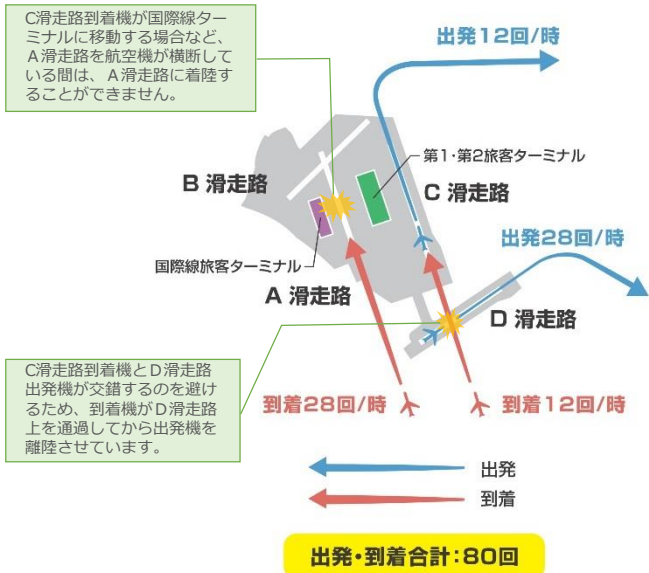 C滑走路到着機が国際線ター
ミナルに移動する場合など、
A滑走路を航空機が横断して
いる間は、A滑走路に着陸す
ることができません。
出発12回/時
第1・第2旅客ターミナル
B 滑走路
C 滑走路
出発28回/時
国際線旅客ターミナル
A 滑走路
D 滑走路
C滑走路到着機とD滑走路
出発機が交錯するのを避け
るため、到着機がD滑走路
上を通過してから出発機を
離陸させています。
到着28回/時
到着12回/時
出発
到着
出発・到着合計:80回